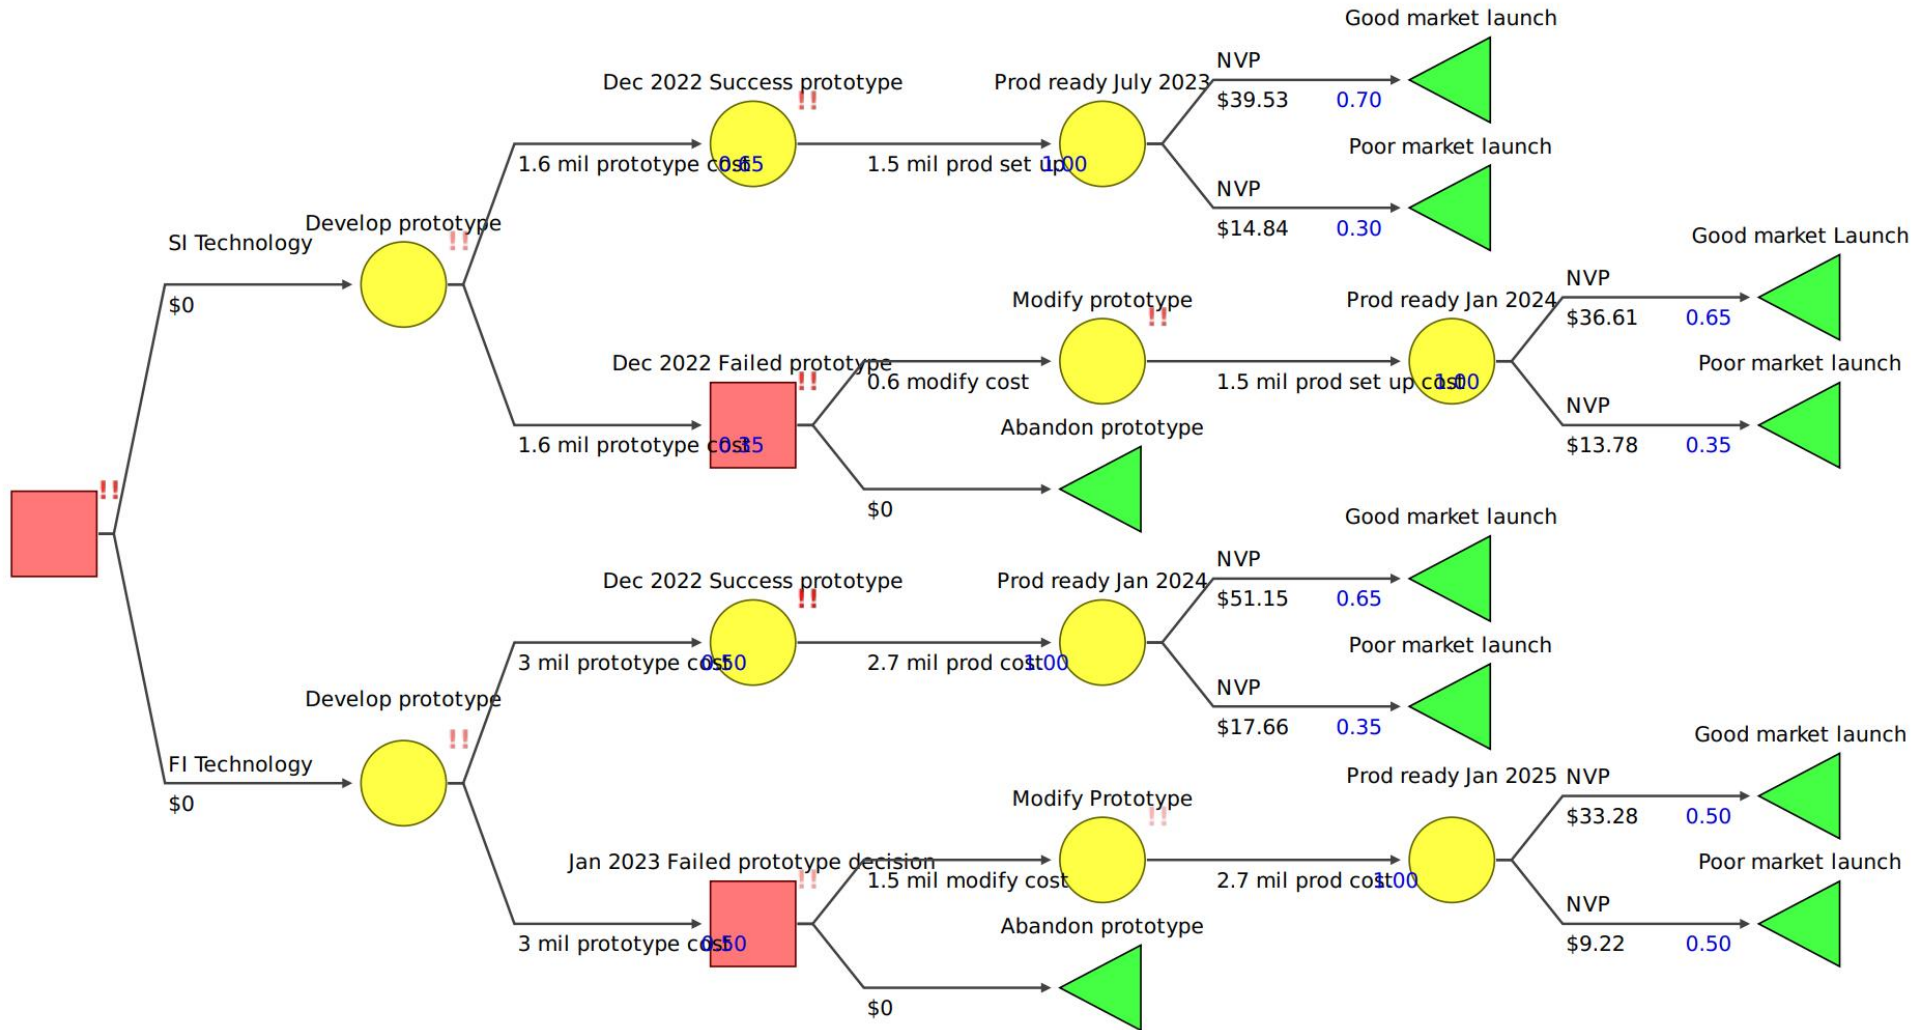 Good market launch
NVP
$39.53 0.70
Dec 2022 Success prototype
!!
Prod ready July 2023
1.6 mil prototype cost 0.65
1.5 mil prod set up 1.00
Poor market launch
NVP
$14.84 0.30
Develop prototype
!!
SI Technology
$0
Good market Launch
NVP
$36.61 0.65
Modify prototype
!!
Prod ready Jan 2024
Dec 2022 Failed prototype
!!
0.6 modify cost
1.5 mil prod set up cost 1.00
Poor market launch
NVP
$13.78 0.35
1.6 mil prototype cost 0.35
Abandon prototype
$0
!!
Good market launch
NVP
$51.15 0.65
Dec 2022 Success prototype
!!
Prod ready Jan 2024
3 mil prototype cost 0.50
2.7 mil prod cost 1.00
Poor market launch
NVP
$17.66 0.35
Develop prototype
!!
FI Technology
$0
Good market launch
Prod ready Jan 2025
NVP
$33.28 0.50
Modify Prototype
!!
Jan 2023 Failed prototype decision
!!
1.5 mil modify cost
2.7 mil prod cost 1.00
Poor market launch
NVP
$9.22 0.50
3 mil prototype cost 0.50
Abandon prototype
$0